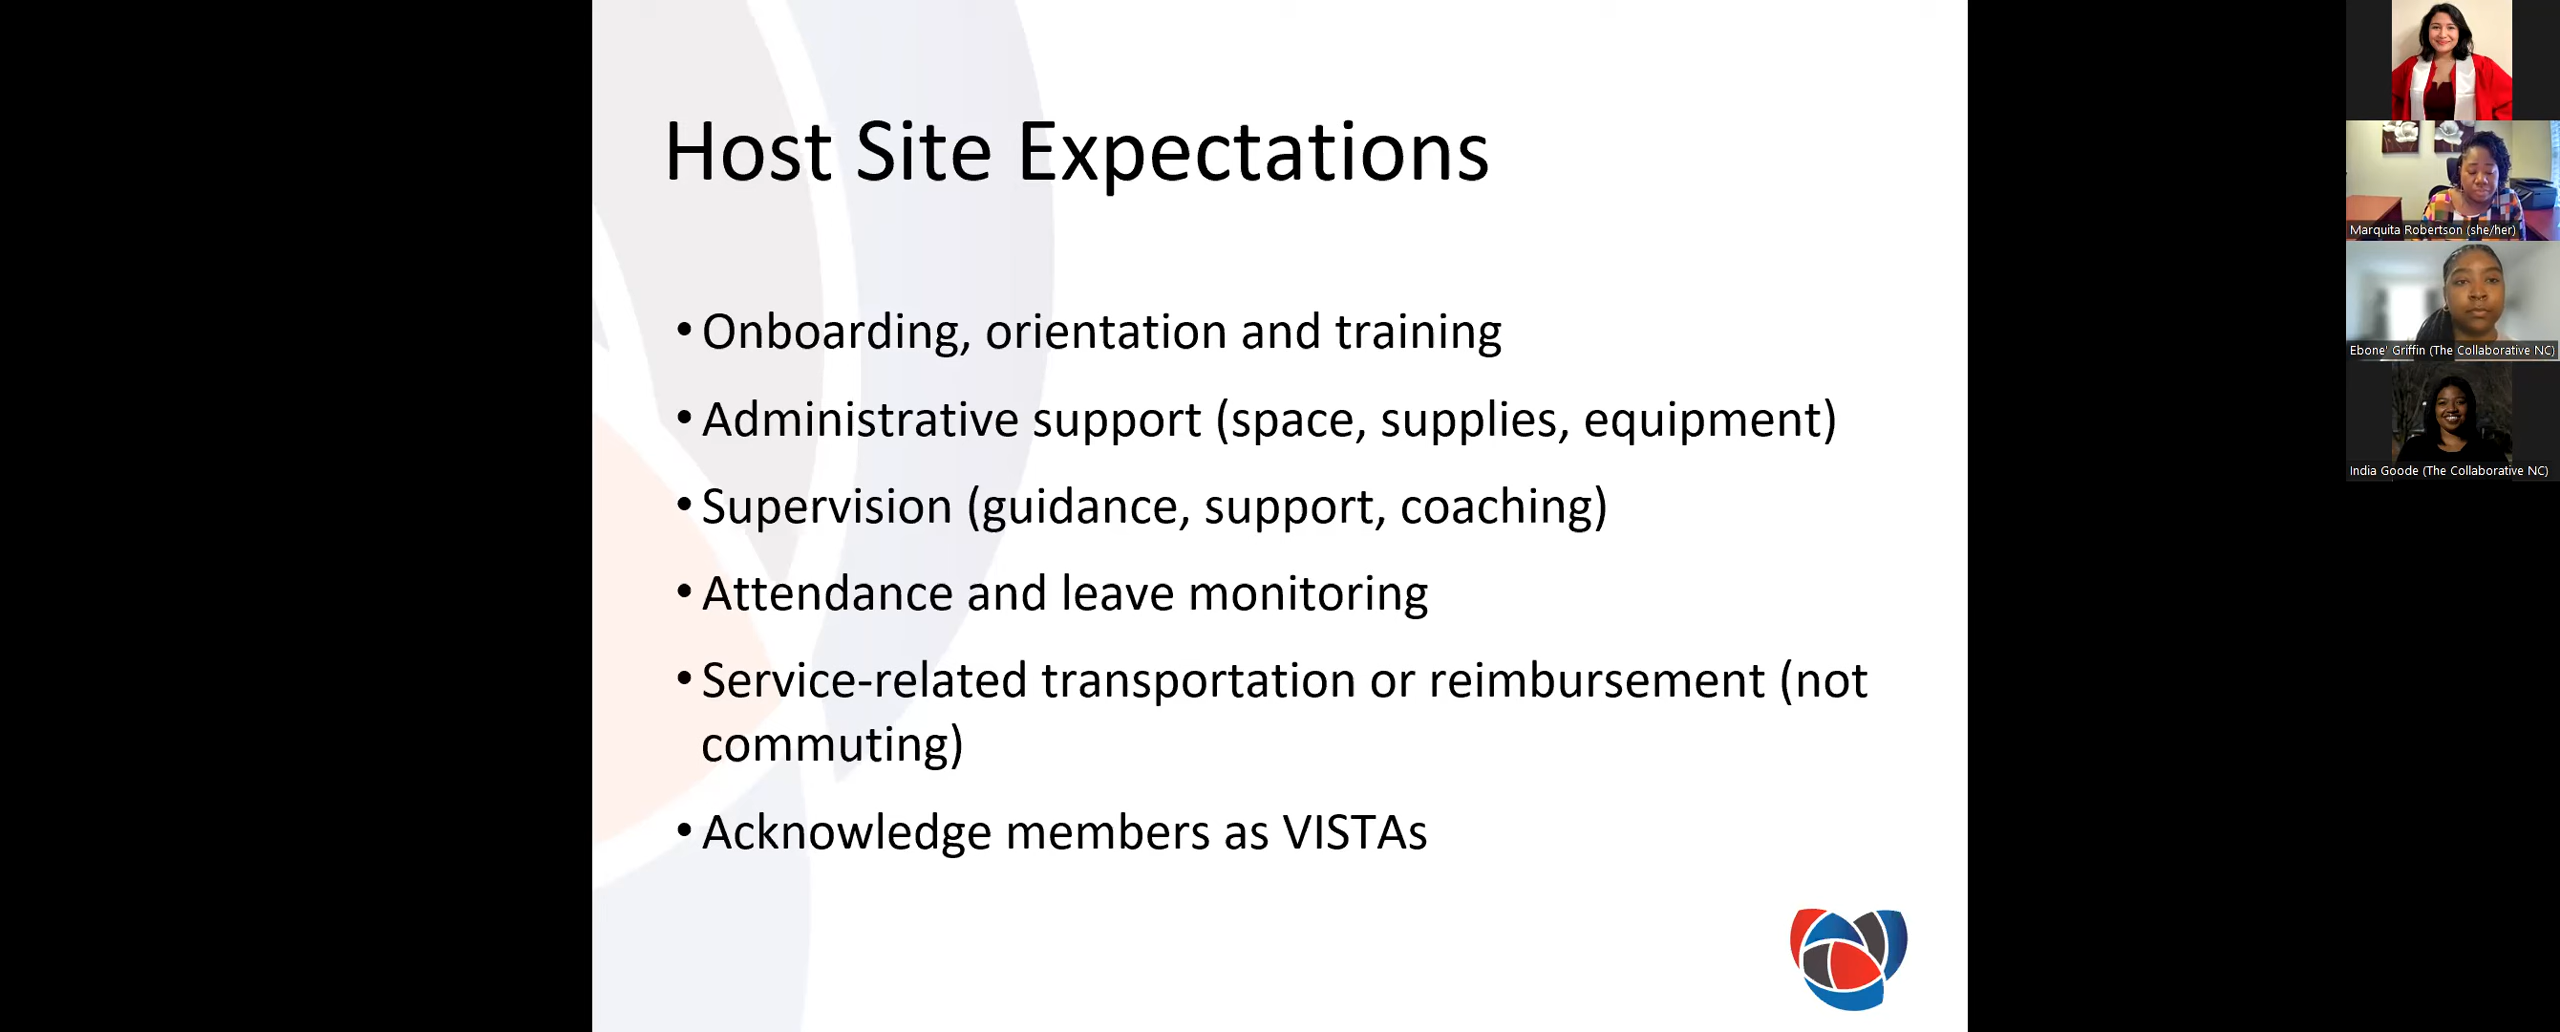 Host Site Expectations
• Onboarding, orientation and training
• Administrative support (space, supplies, equipment)
• Supervision (guidance, support, coaching)
• Attendance and leave monitoring
• Service-related transportation or reimbursement (not
commuting)
• Acknowledge members as VISTAs
Marquita Robertson (she/her)
Ebone' Griffin (The Collaborative NC)
India Goode (The Collaborative NC)